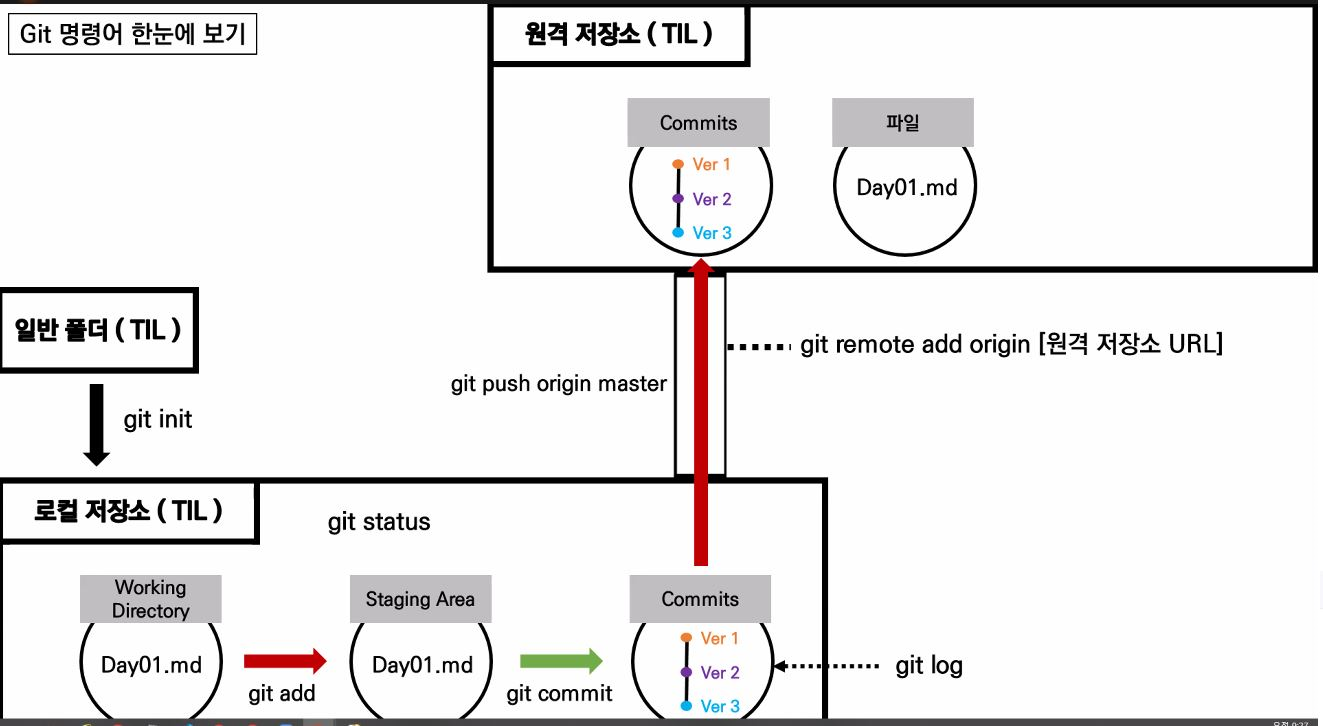 Git 명령어 한눈에 보기
원격 저장소 ( TIL )
Commits
Ver 1
Ver 2
Ver 3
파일
Day01.md
일반 폴더 ( TIL )
git init
git push origin master
git remote add origin [원격 저장소 URL]
로컬 저장소 ( TIL )
git status
Working
Directory
Day01.md
git add
Staging Area
Day01.md
git commit
Commits
Ver 1
Ver 2
Ver 3
git log